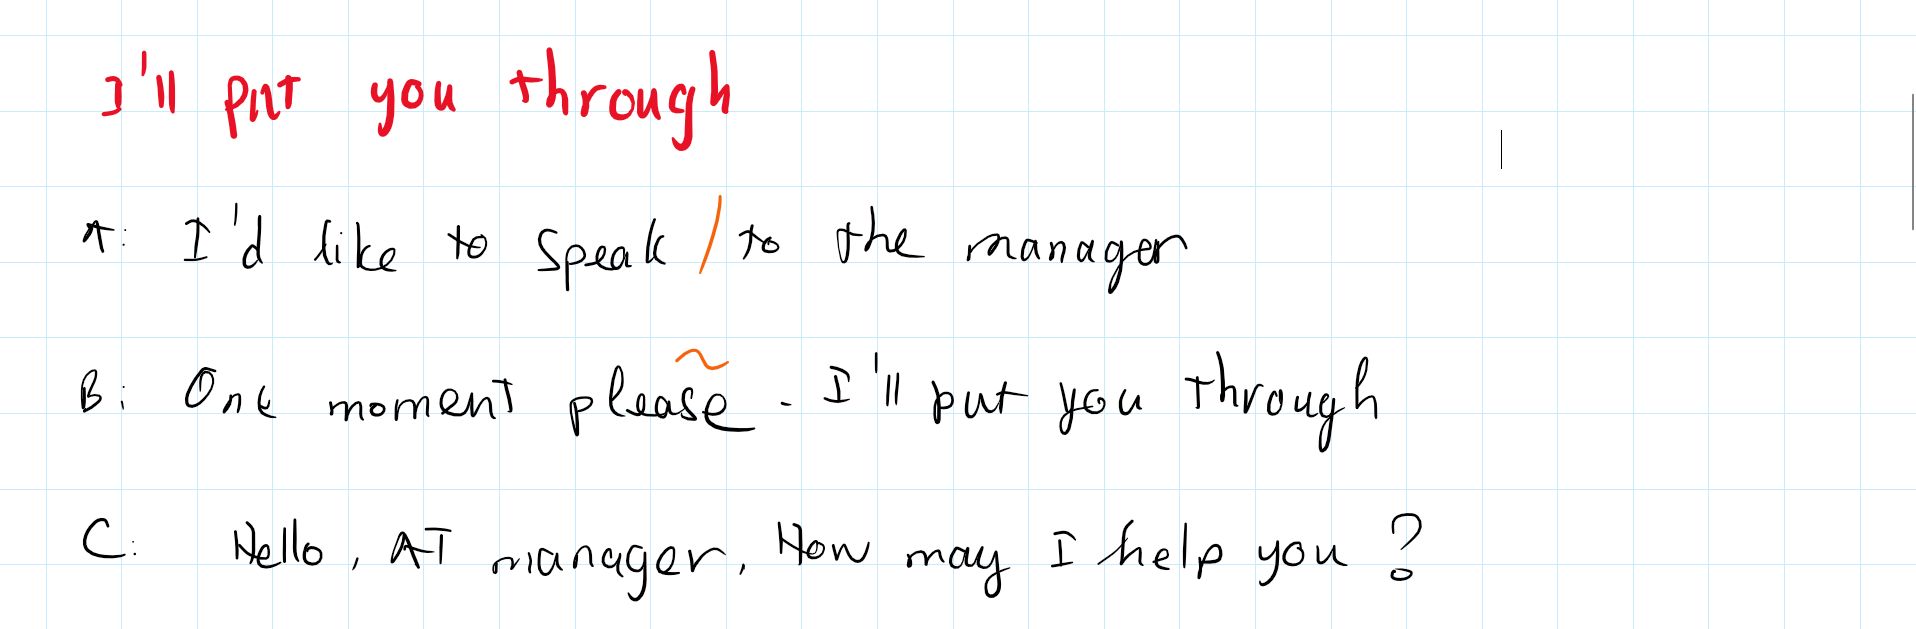 I'll put you through
A: I'd like to speak / to the manager
B: One moment please. I'll put you through
C: Hello, AT manager, How may I help you?